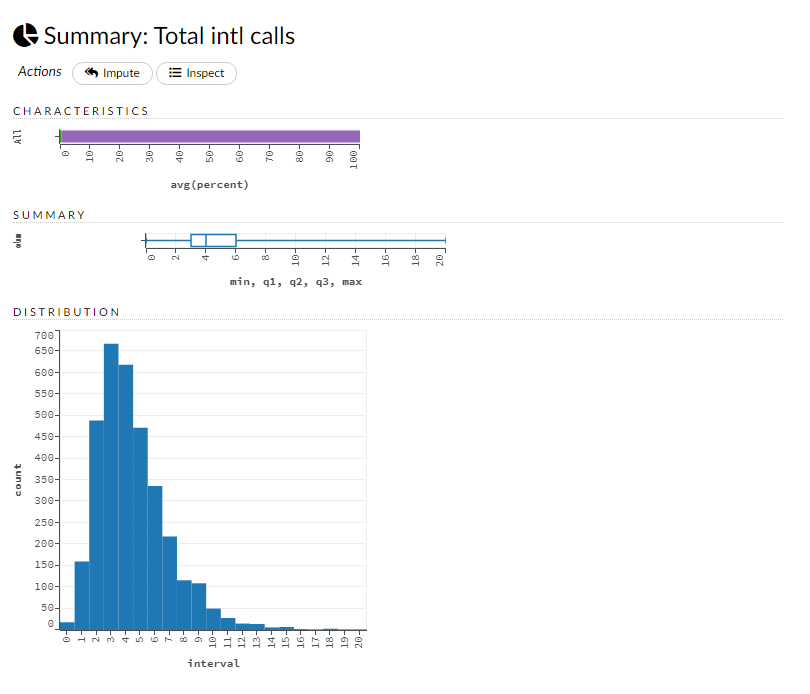 Summary: Total intl calls
Actions Impute Inspect
CHARACTERISTICS
All
0 10 20 30 40 50 60 70 80 90 100
avg(percent)
SUMMARY
0 2 4 6 8 10 12 14 16 18 20
min, q1, q2, q3, max
DISTRIBUTION
700
650
600
550
500
450
400
350
300
250
200
150
100
50
0
count
0 1 2 3 4 5 6 7 8 9 10 11 12 13 14 15 16 17 18 19 20
interval